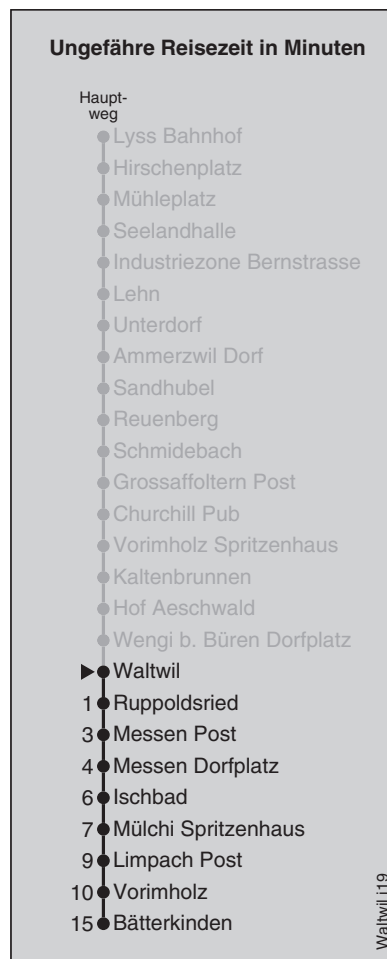 Ungefähre Reisezeit in Minuten
Haupt-
weg
Lyss Bahnhof
Hirschenplatz
Mühleplatz
Seelandhalle
Industriezone Bernstrasse
Lehn
Unterdorf
Ammerzwil Dorf
Sandhubel
Reuenberg
Schmidebach
Grossaffoltern Post
Churchill Pub
Vorimholz Spritzenhaus
Kaltenbrunnen
Hof Aeschwald
Wengi b. Büren Dorfplatz
Waltwil
1 Ruppoldsried
3 Messen Post
4 Messen Dorfplatz
6 Ischbad
7 Mülchi Spritzenhaus
9 Limpach Post
10 Vorimholz
15 Bätterkinden
Waltwil j19